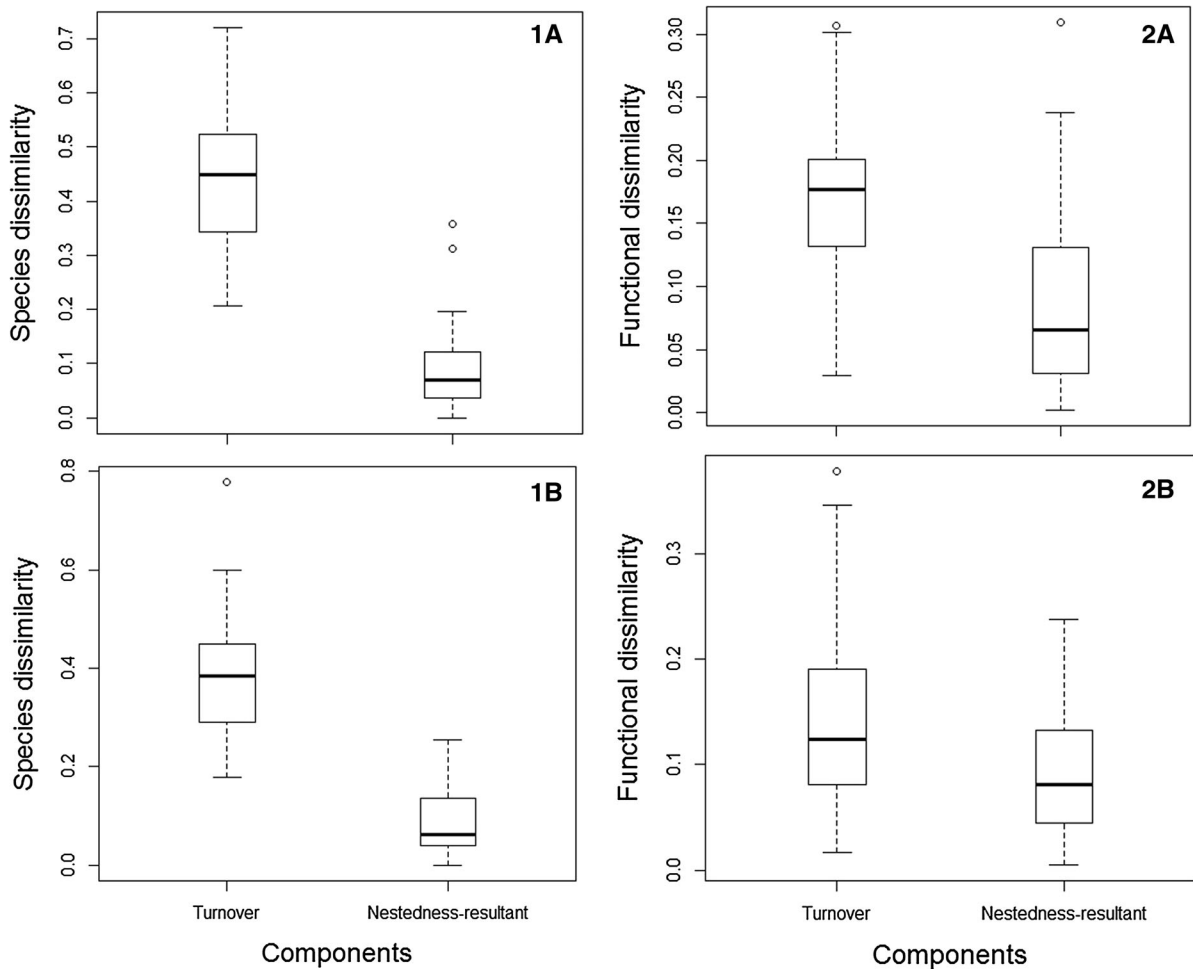 1A
Species dissimilarity
0.7
0.6
0.5
0.4
0.3
0.2
0.1
0.0
2A
Functional dissimilarity
0.30
0.25
0.20
0.15
0.10
0.05
0.00
1B
Species dissimilarity
0.8
0.6
0.4
0.2
0.0
Turnover Nestedness-resultant
Components
2B
Functional dissimilarity
0.3
0.2
0.1
0.0
Turnover Nestedness-resultant
Components